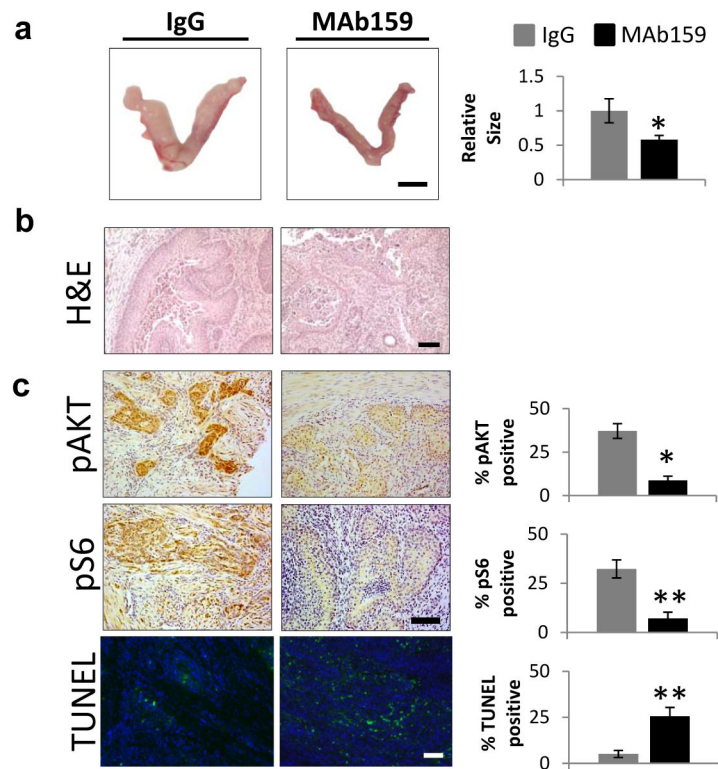 a
IgG
MAb159
IgG
MAb159
Relative
Size
1.5
1
0.5
0
*
b
H&E
c
pAKT
% pAKT
positive
50
25
0
*
pS6
% pS6
positive
50
25
0
**
TUNEL
% TUNEL
positive
50
25
0
**